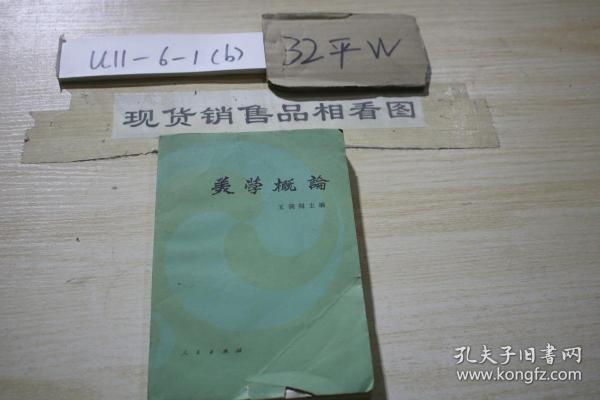 U11-6-1(b)
32平W
现货销售品相看图
美学概論
王朝闻主编
人民出版社
孔夫子旧书网
www.kongfz.com